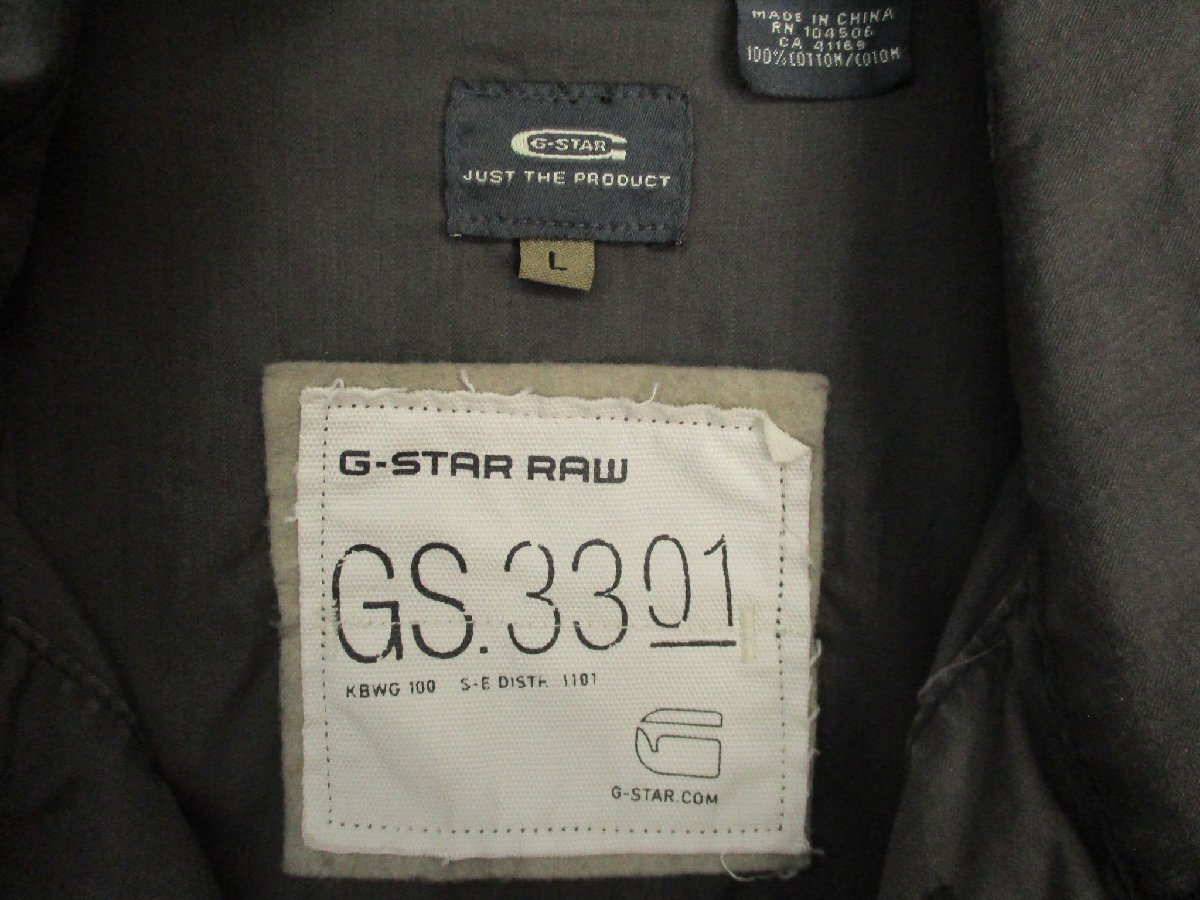 MADE IN CHINA
RN 104506
CA 41169
100% COTTON/COTON
G-STAR
JUST THE PRODUCT
L
G-STAR RAW
GS.3301
KBWG 100 S-E DISTR. 1101
G-STAR.COM